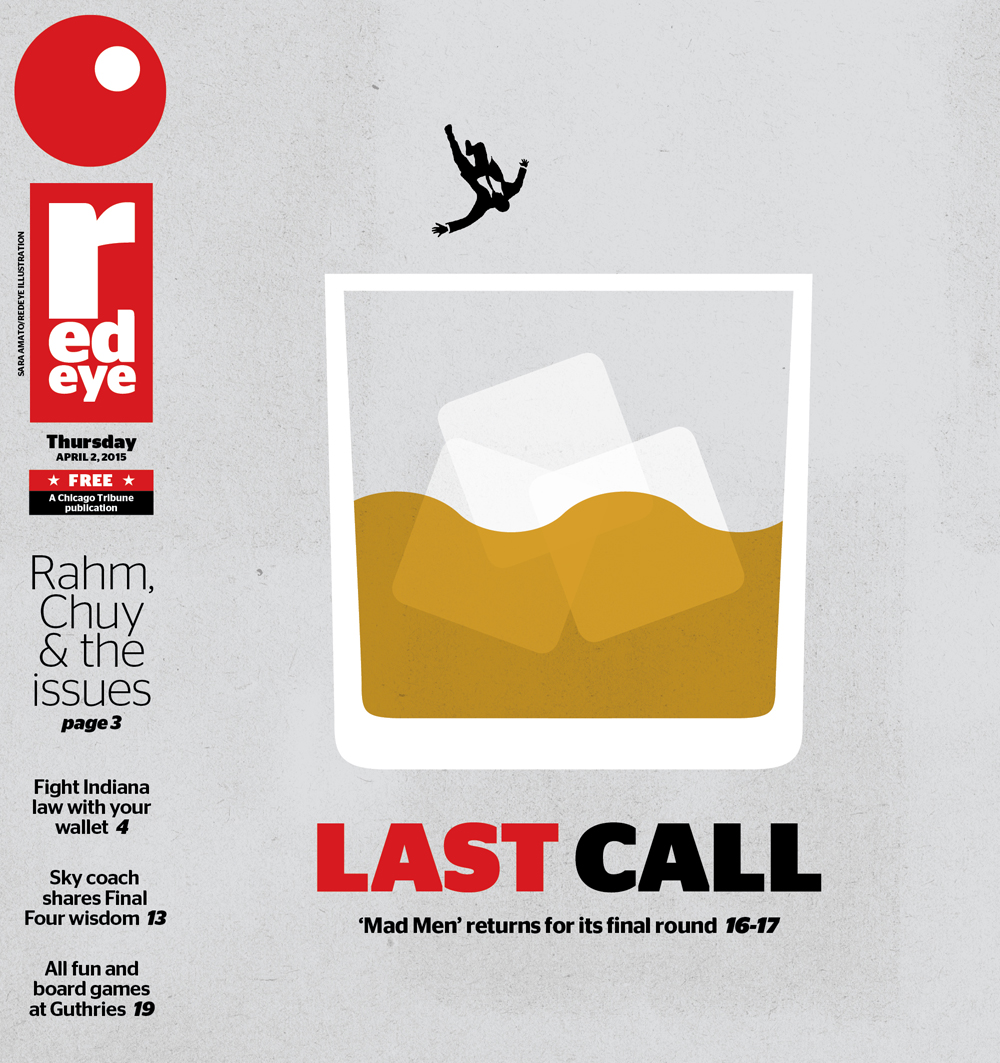 r
ed
eye
SARA AMATO/REDEYE ILLUSTRATION
Thursday
APRIL 2, 2015
★ FREE ★
A Chicago Tribune
publication
Rahm,
Chuy
& the
issues
page 3
Fight Indiana
law with your
wallet 4
Sky coach
shares Final
Four wisdom 13
All fun and
board games
at Guthries 19
LAST CALL
‘Mad Men’ returns for its final round 16-17